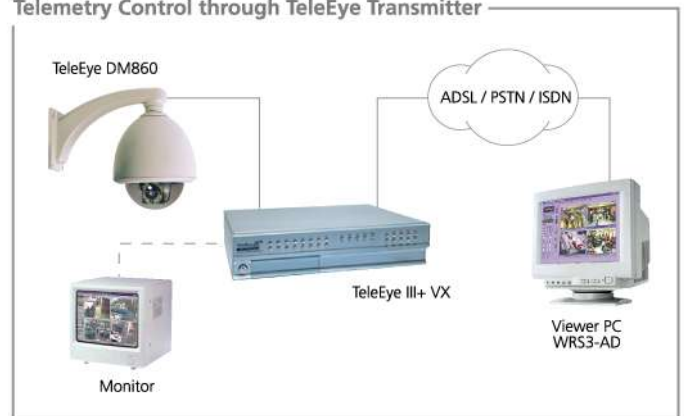 Telemetry Control through TeleEye Transmitter
TeleEye DM860
ADSL / PSTN / ISDN
TeleEye III+ VX
Viewer PC
WRS3-AD
Monitor